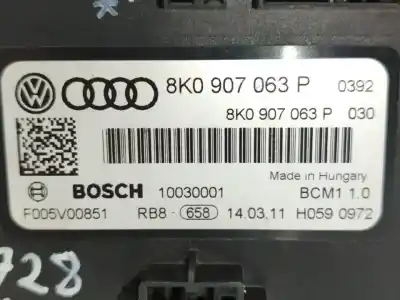 8K0 907 063 P 0392
8K0 907 063 P 030
Made in Hungary
BOSCH 10030001 BCM1 1.0
F005V00851 RB8- 658 14.03.11 H059 0972
728